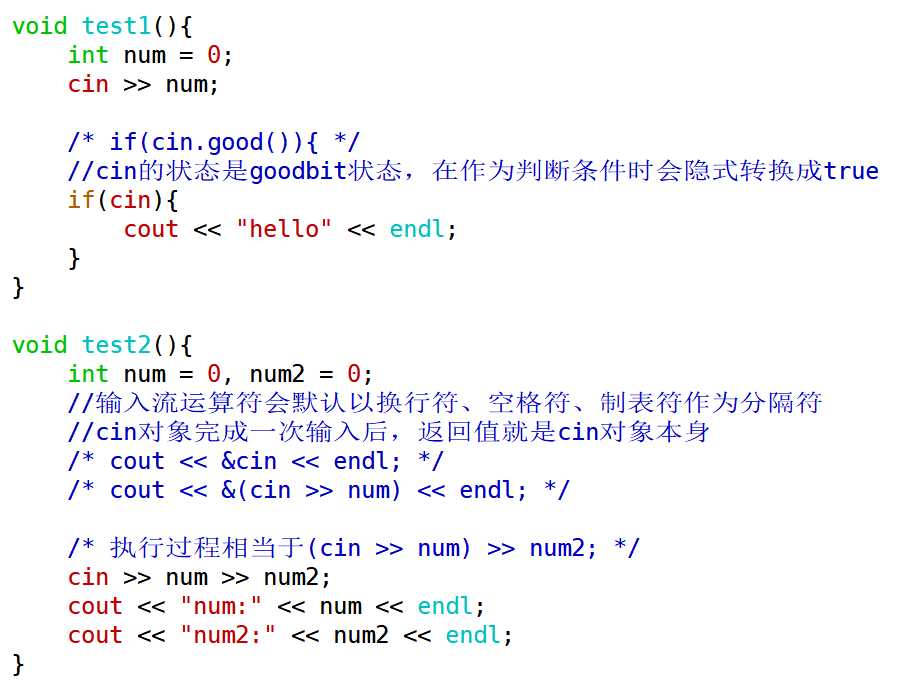 void test1(){
    int num = 0;
    cin >> num;

    /* if(cin.good()){ */
    //cin的状态是goodbit状态，在作为判断条件时会隐式转换成true
    if(cin){
        cout << "hello" << endl;
    }
}

void test2(){
    int num = 0, num2 = 0;
    //输入流运算符会默认以换行符、空格符、制表符作为分隔符
    //cin对象完成一次输入后，返回值就是cin对象本身
    /* cout << &cin << endl; */
    /* cout << &(cin >> num) << endl; */

    /* 执行过程相当于(cin >> num) >> num2; */
    cin >> num >> num2;
    cout << "num:" << num << endl;
    cout << "num2:" << num2 << endl;
}